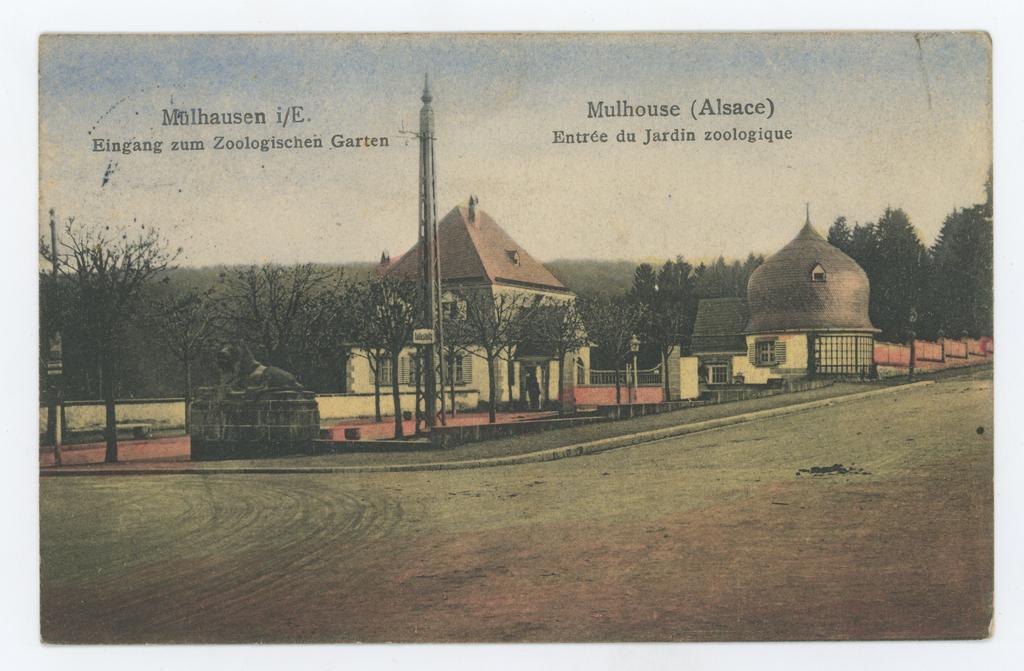 Mülhausen i/E.
Eingang zum Zoologischen Garten
Mulhouse (Alsace)
Entrée du Jardin zoologique